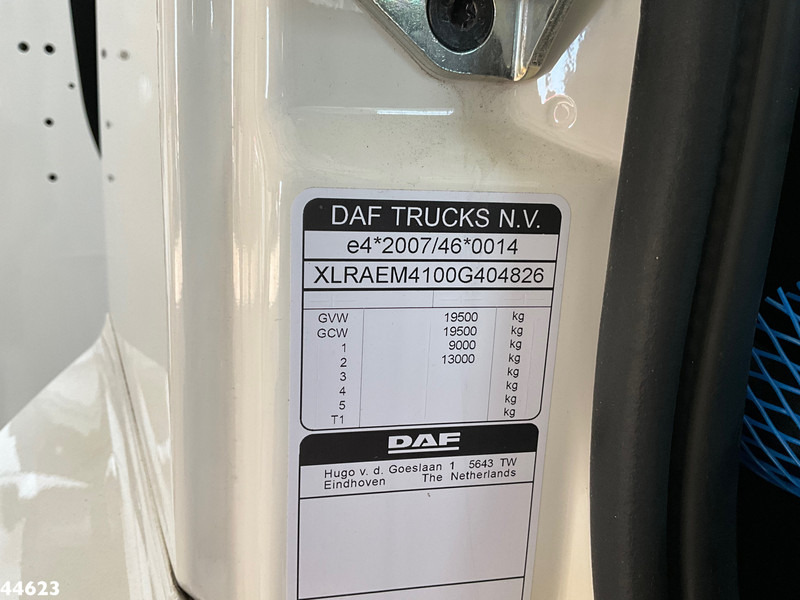 DAF TRUCKS N.V.
e4*2007/46*0014
XLRAEM4100G404826
GVW 19500 kg
GCW 19500 kg
1 9000 kg
2 13000 kg
3 kg
4 kg
5 kg
T1 kg
DAF
Hugo v. d. Goeslaan 1 5643 TW
Eindhoven The Netherlands
44623